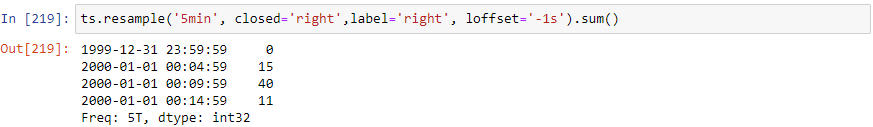 In [219]: ts.resample('5min', closed='right',label='right', loffset='-1s').sum()
Out[219]: 1999-12-31 23:59:59     0
2000-01-01 00:04:59    15
2000-01-01 00:09:59    40
2000-01-01 00:14:59    11
Freq: 5T, dtype: int32